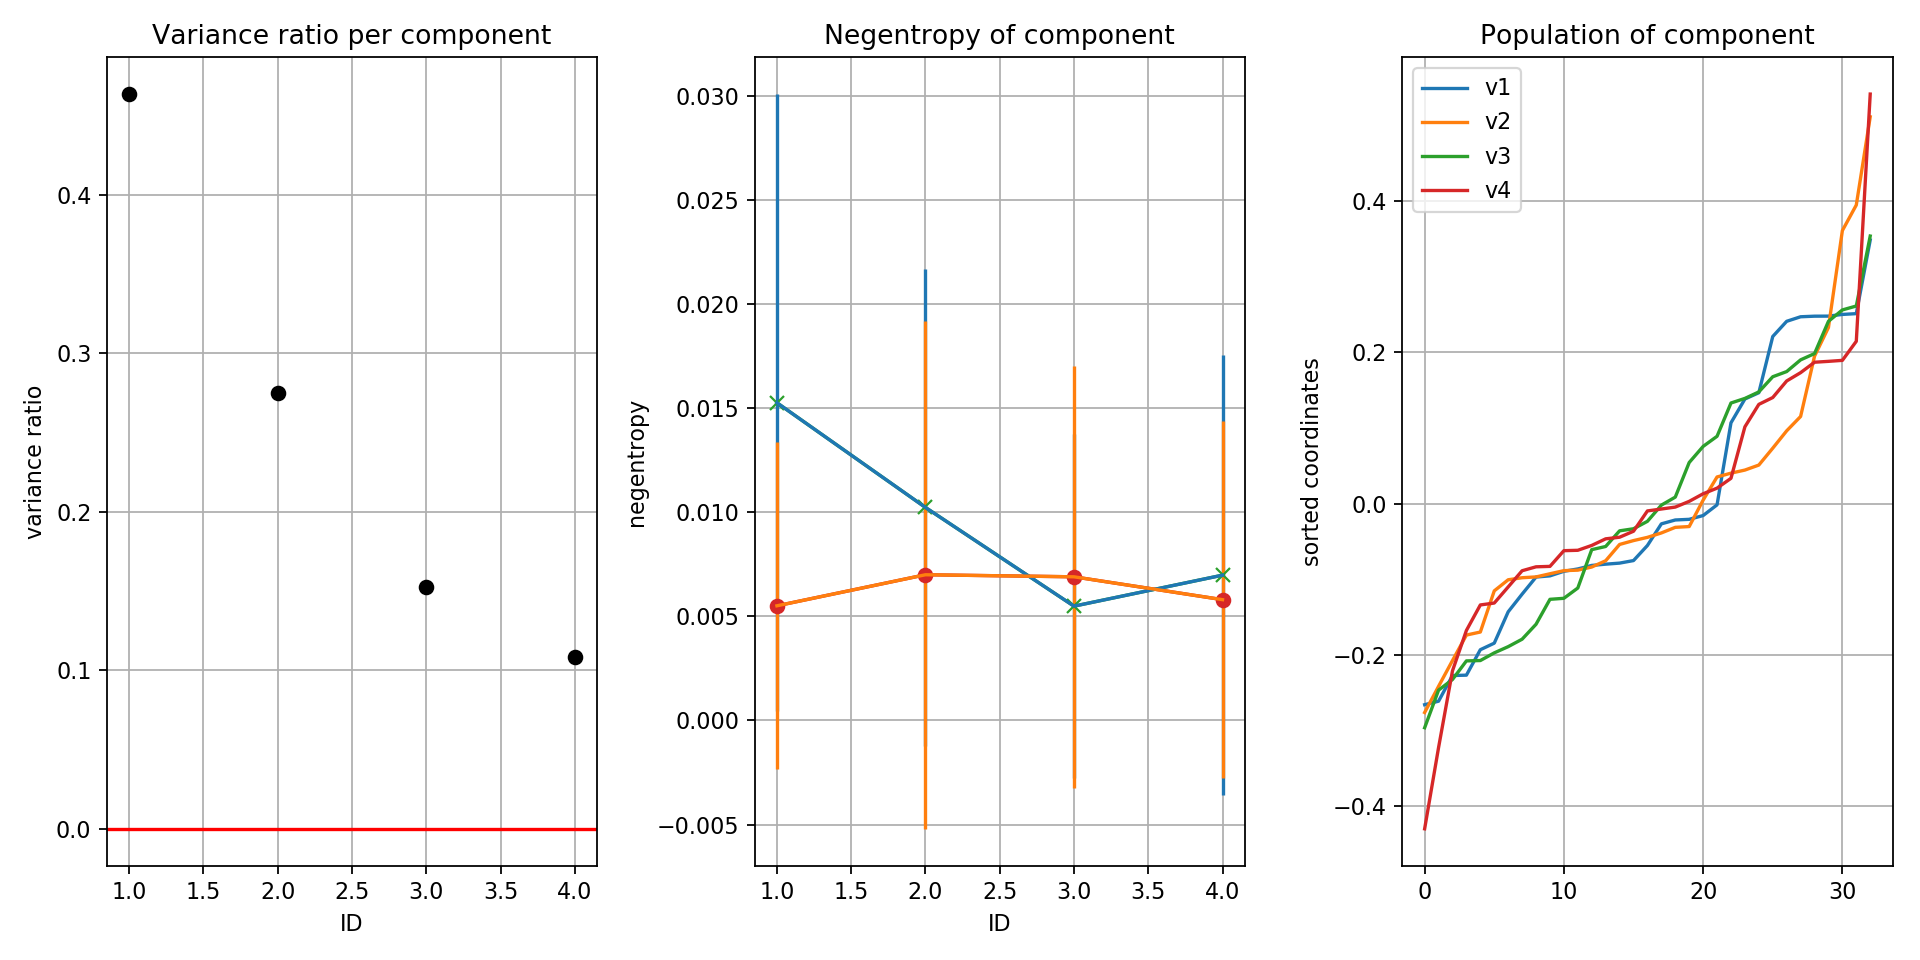 Variance ratio per component
variance ratio
0.4
0.3
0.2
0.1
0.0
1.0 1.5 2.0 2.5 3.0 3.5 4.0
ID
Negentropy of component
negentropy
0.030
0.025
0.020
0.015
0.010
0.005
0.000
−0.005
1.0 1.5 2.0 2.5 3.0 3.5 4.0
ID
Population of component
sorted coordinates
v1
v2
v3
v4
0.4
0.2
0.0
−0.2
−0.4
0 10 20 30